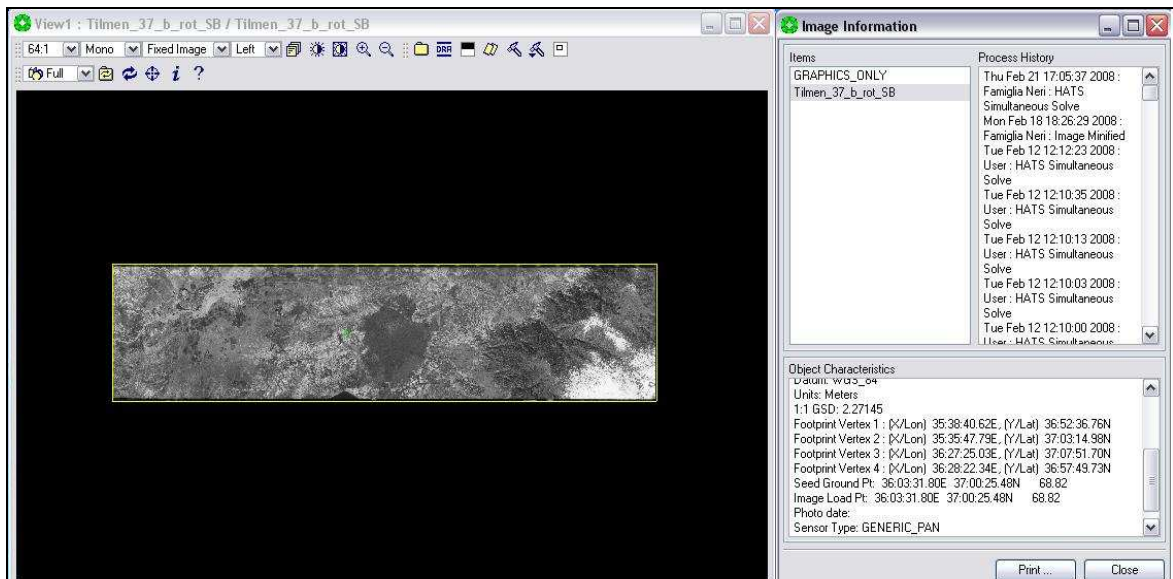 View1 : Tilmen_37_b_rot_SB / Tilmen_37_b_rot_SB
64:1 Mono Fixed Image Left DRA
Full i ?
Image Information
Items
GRAPHICS_ONLY
Tilmen_37_b_rot_SB
Process History
Thu Feb 21 17:05:37 2008 :
Famiglia Neri : HATS
Simultaneous Solve
Mon Feb 18 18:26:29 2008 :
Famiglia Neri : Image Minified
Tue Feb 12 12:12:23 2008 :
User : HATS Simultaneous
Solve
Tue Feb 12 12:10:35 2008 :
User : HATS Simultaneous
Solve
Tue Feb 12 12:10:13 2008 :
User : HATS Simultaneous
Solve
Tue Feb 12 12:10:03 2008 :
User : HATS Simultaneous
Solve
Tue Feb 12 12:10:00 2008 :
User : HATS Simultaneous
Object Characteristics
Datum: WGS_84
Units: Meters
1:1 GSD: 2.27145
Footprint Vertex 1 : (X/Lon) 35:38:40.62E, (Y/Lat) 36:52:36.76N
Footprint Vertex 2 : (X/Lon) 35:35:47.79E, (Y/Lat) 37:03:14.98N
Footprint Vertex 3 : (X/Lon) 36:27:25.03E, (Y/Lat) 37:07:51.70N
Footprint Vertex 4 : (X/Lon) 36:28:22.34E, (Y/Lat) 36:57:49.73N
Seed Ground Pt: 36:03:31.80E 37:00:25.48N 68.82
Image Load Pt: 36:03:31.80E 37:00:25.48N 68.82
Photo date:
Sensor Type: GENERIC_PAN
Print ...
Close